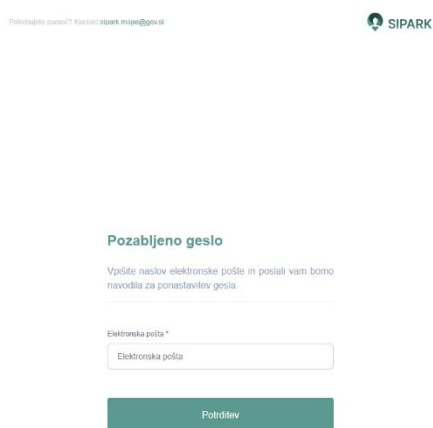 Potrebujete pomoč? Kontakt sipark.mope@gov.si
SIPARK
Pozabljeno geslo
Vpišite naslov elektronske pošte in poslali vam bomo
navodila za ponastavitev gesla.
Elektronska pošta *
Elektronska pošta
Potrditev